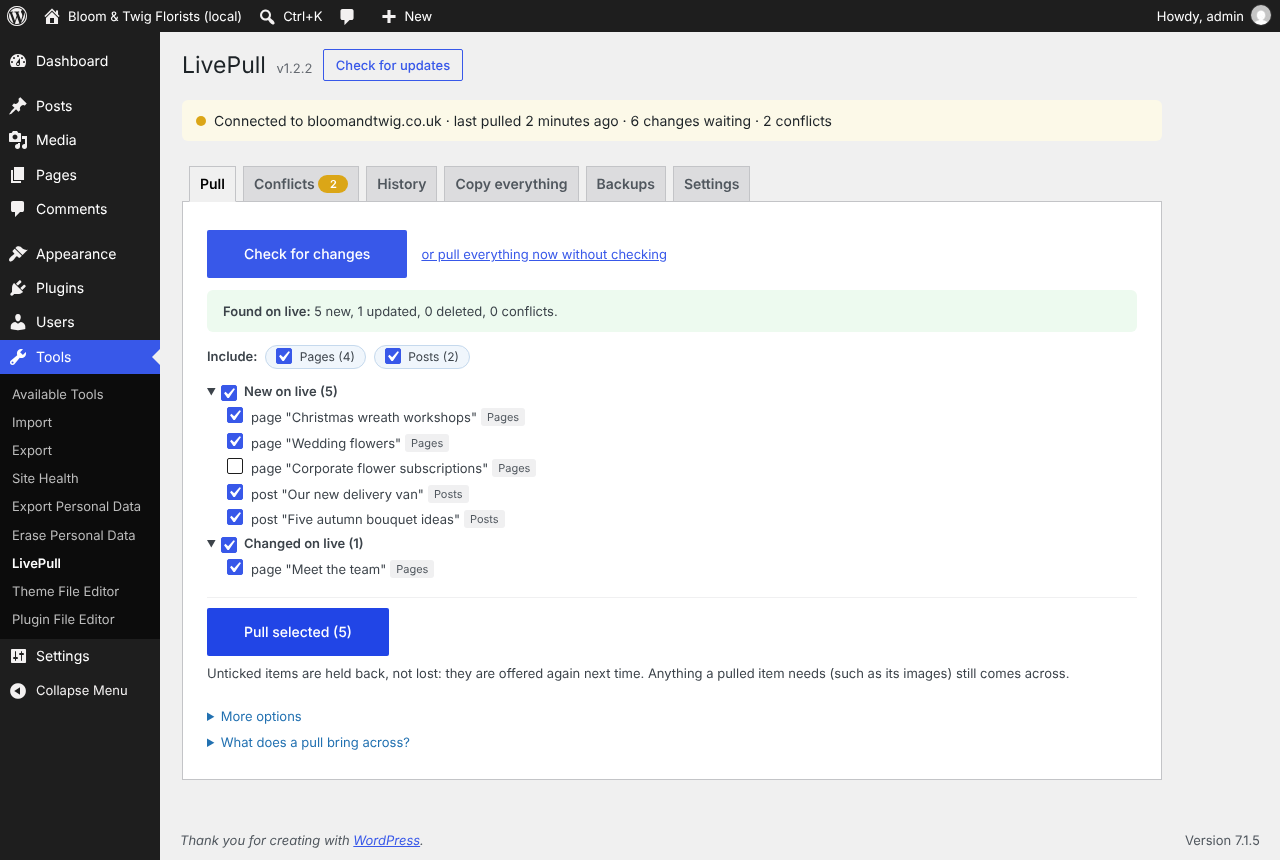 Bloom & Twig Florists (local) Ctrl+K New Howdy, admin
Dashboard
Posts
Media
Pages
Comments
Appearance
Plugins
Users
Tools
Available Tools
Import
Export
Site Health
Export Personal Data
Erase Personal Data
LivePull
Theme File Editor
Plugin File Editor
Settings
Collapse Menu
LivePull v1.2.2 Check for updates
Connected to bloomandtwig.co.uk · last pulled 2 minutes ago · 6 changes waiting · 2 conflicts
Pull Conflicts 2 History Copy everything Backups Settings
Check for changes or pull everything now without checking
Found on live: 5 new, 1 updated, 0 deleted, 0 conflicts.
Include: Pages (4) Posts (2)
New on live (5)
page "Christmas wreath workshops" Pages
page "Wedding flowers" Pages
page "Corporate flower subscriptions" Pages
post "Our new delivery van" Posts
post "Five autumn bouquet ideas" Posts
Changed on live (1)
page "Meet the team" Pages
Pull selected (5)
Unticked items are held back, not lost: they are offered again next time. Anything a pulled item needs (such as its images) still comes across.
More options
What does a pull bring across?
Thank you for creating with WordPress. Version 7.1.5